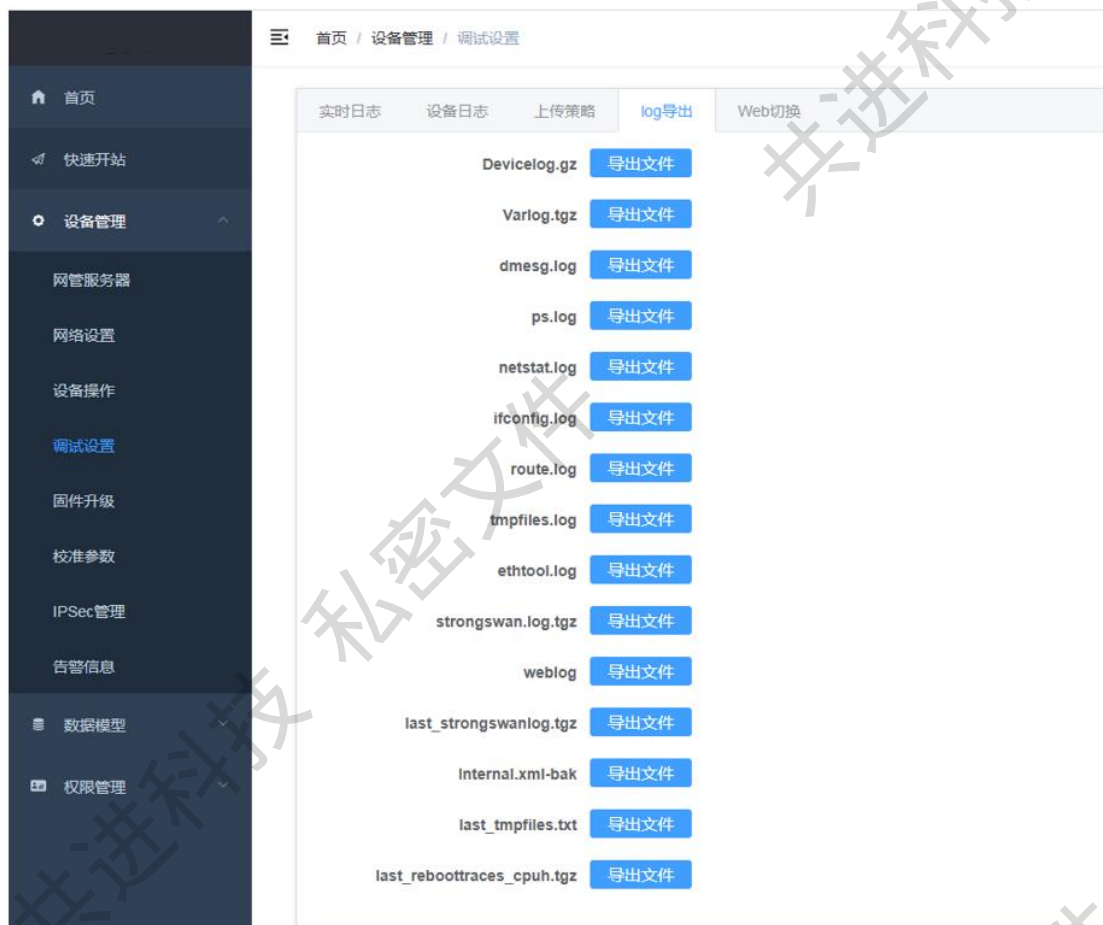 首页 / 设备管理 / 调试设置
首页
快速开站
设备管理
网管服务器
网络设置
设备操作
调试设置
固件升级
校准参数
IPSec管理
告警信息
数据模型
权限管理
实时日志 设备日志 上传策略 log导出 Web切换
Devicelog.gz 导出文件
Varlog.tgz 导出文件
dmesg.log 导出文件
ps.log 导出文件
netstat.log 导出文件
ifconfig.log 导出文件
route.log 导出文件
tmpfiles.log 导出文件
ethtool.log 导出文件
strongswan.log.tgz 导出文件
weblog 导出文件
last_strongswanlog.tgz 导出文件
Internal.xml-bak 导出文件
last_tmpfiles.txt 导出文件
last_reboottraces_cpuh.tgz 导出文件
共进科技 私密文件
共进科